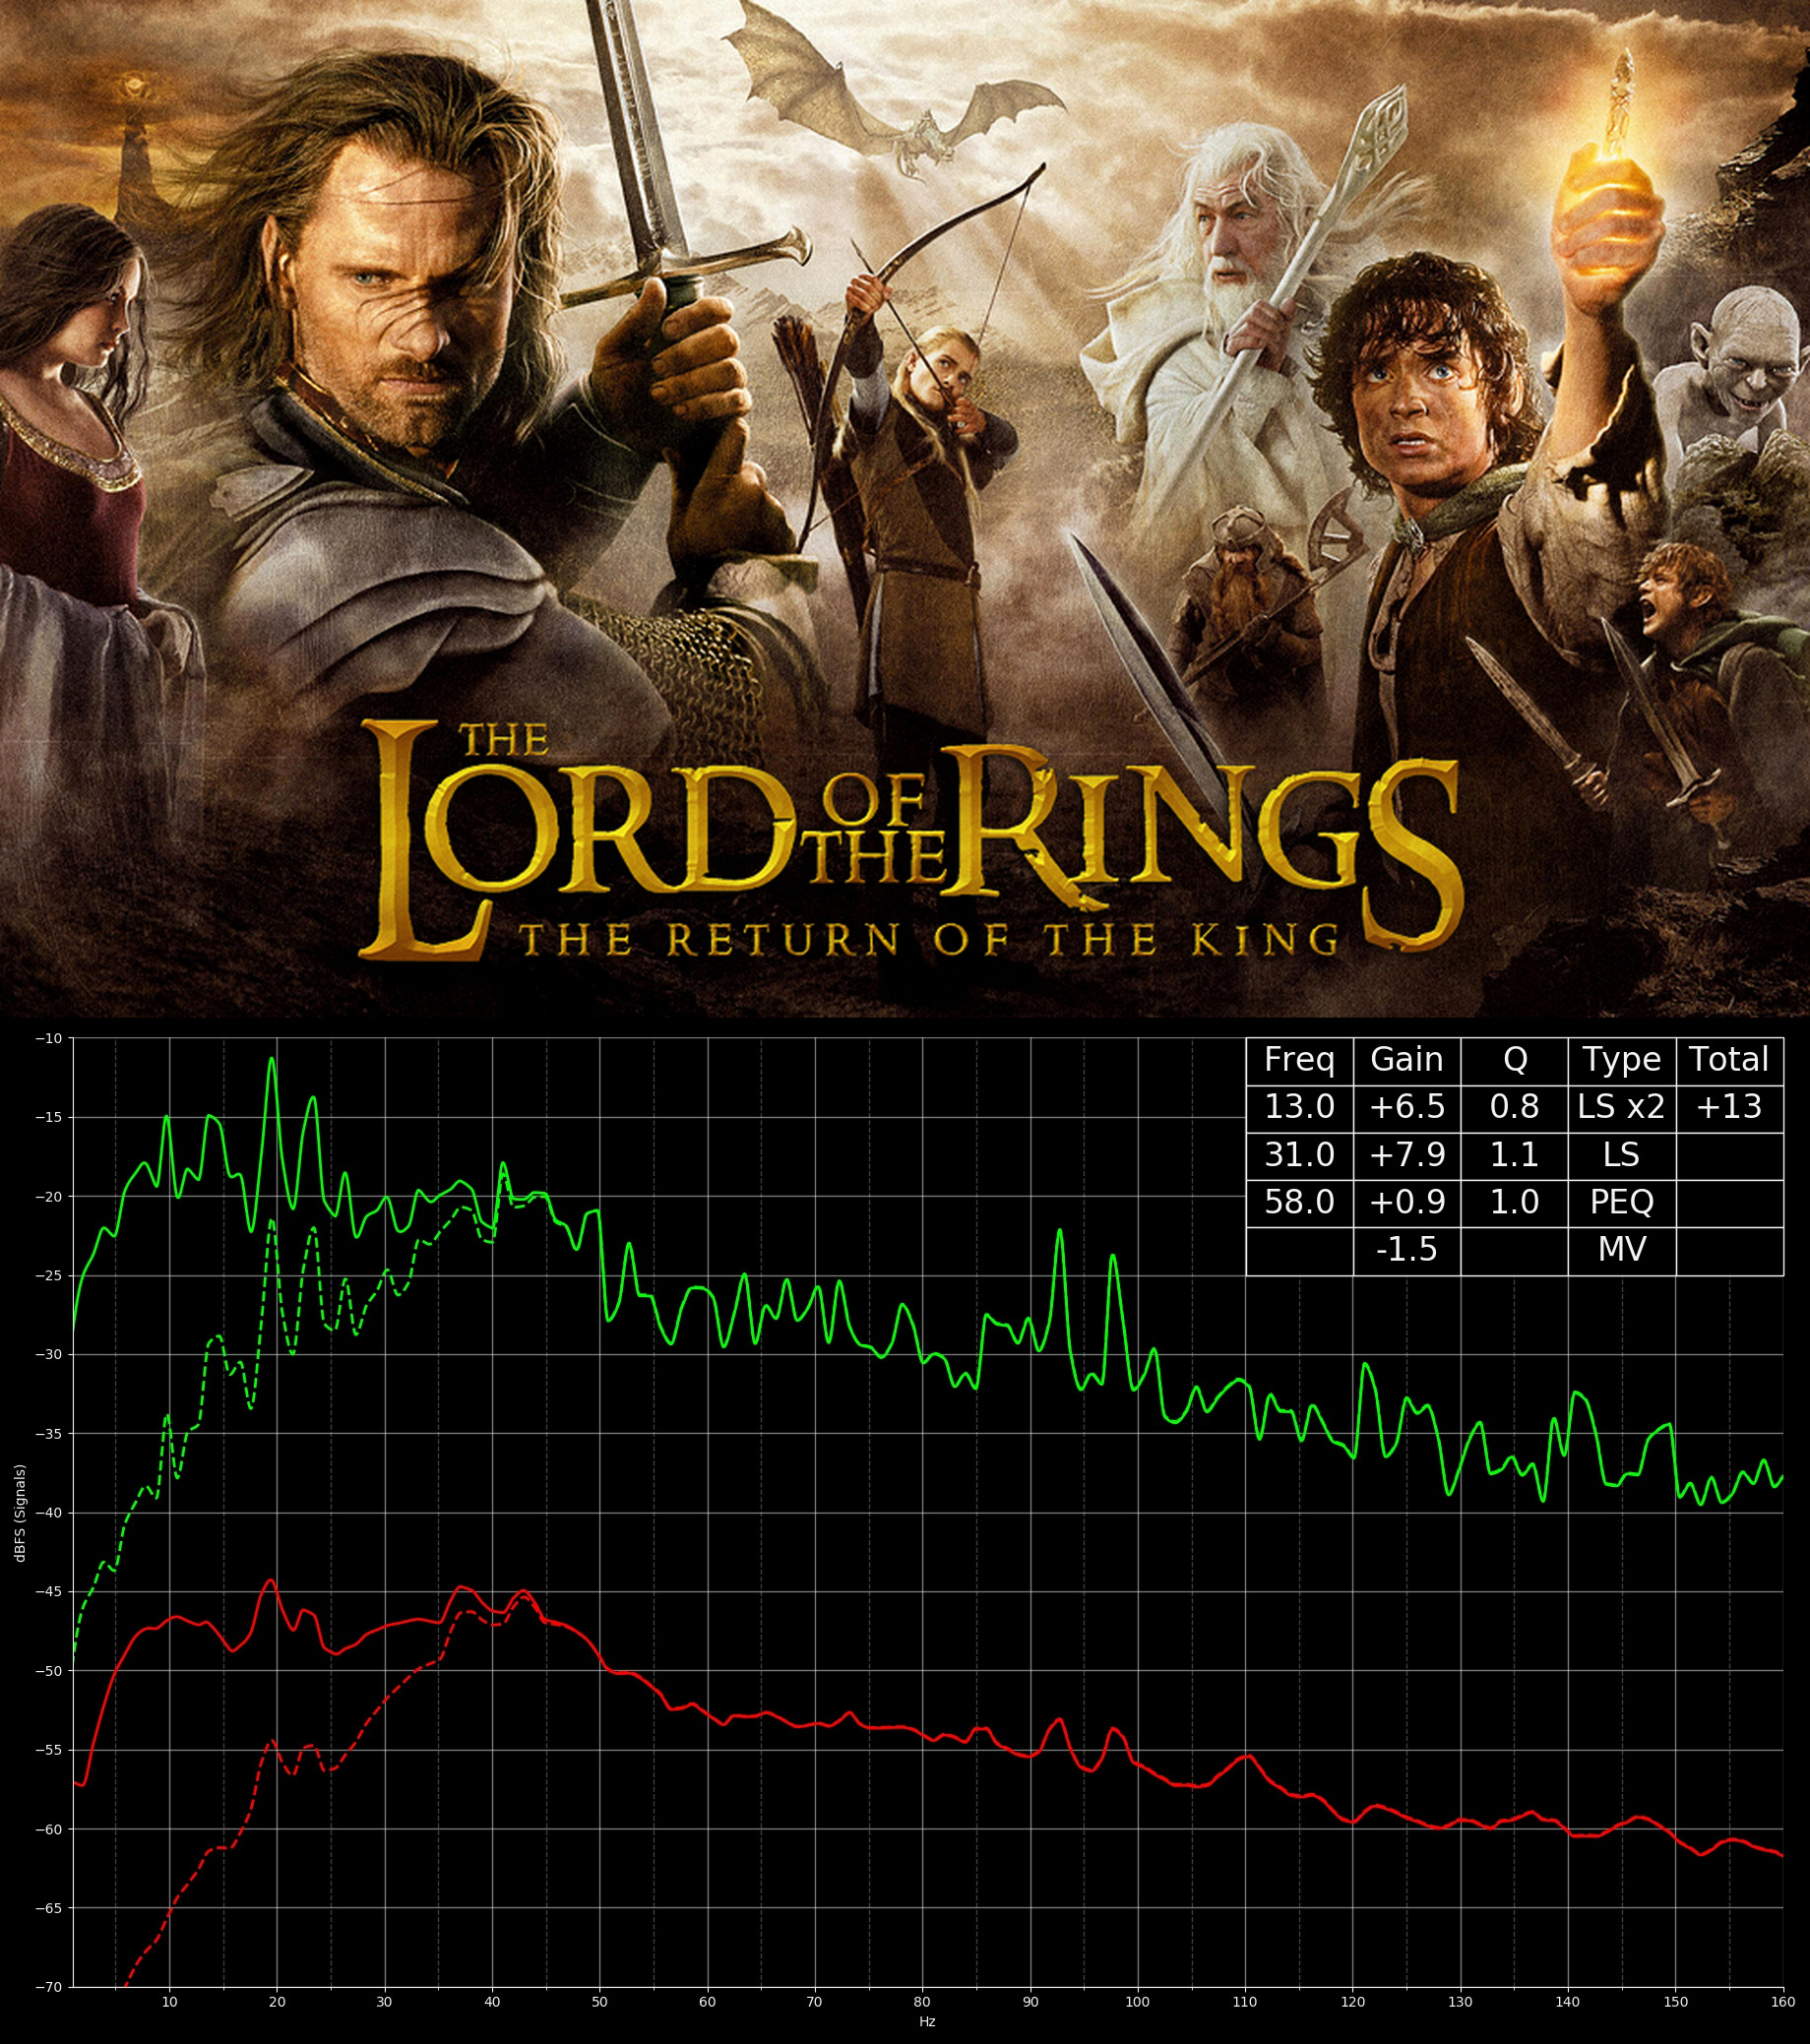 THE
LORD OF THE RINGS
THE RETURN OF THE KING
Freq Gain Q Type Total
13.0 +6.5 0.8 LS x2 +13
31.0 +7.9 1.1 LS
58.0 +0.9 1.0 PEQ
-1.5 MV
−10
−15
−20
−25
−30
−35
−40
−45
−50
−55
−60
−65
−70
dBFS (Signals)
10 20 30 40 50 60 70 80 90 100 110 120 130 140 150 160
Hz